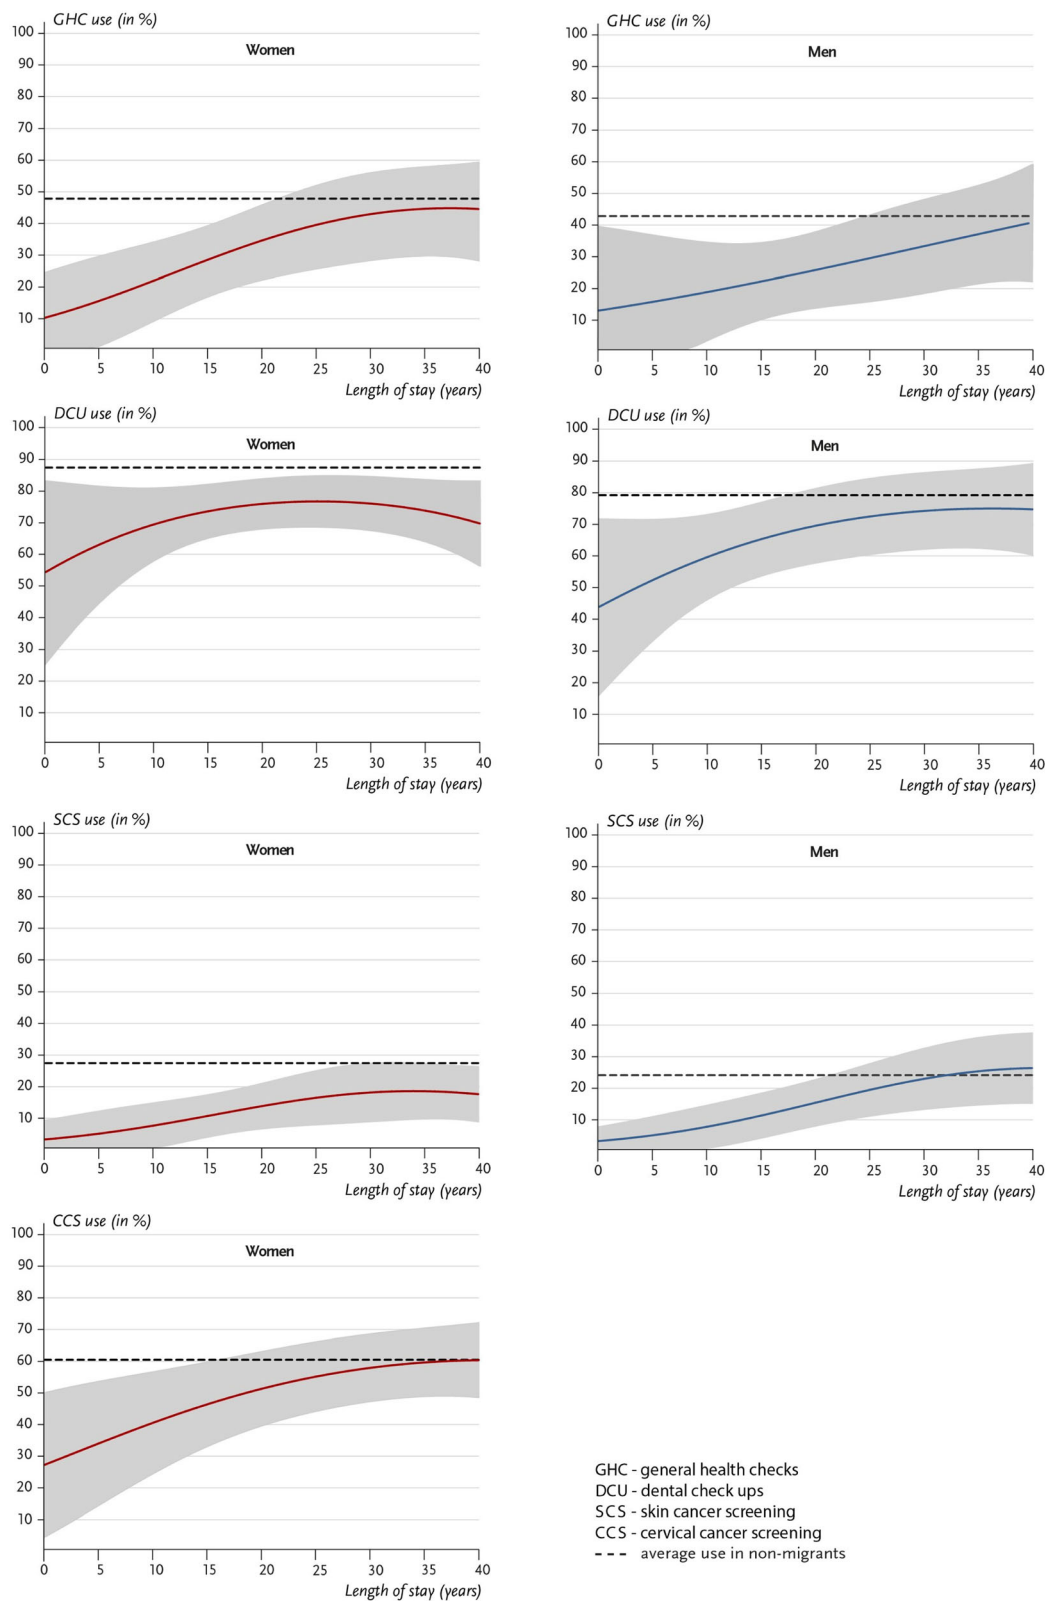 GHC use (in %)
Women
100
90
80
70
60
50
40
30
20
10
0 5 10 15 20 25 30 35 40
Length of stay (years)
GHC use (in %)
Men
100
90
80
70
60
50
40
30
20
10
0 5 10 15 20 25 30 35 40
Length of stay (years)
DCU use (in %)
Women
100
90
80
70
60
50
40
30
20
10
0 5 10 15 20 25 30 35 40
Length of stay (years)
DCU use (in %)
Men
100
90
80
70
60
50
40
30
20
10
0 5 10 15 20 25 30 35 40
Length of stay (years)
SCS use (in %)
Women
100
90
80
70
60
50
40
30
20
10
0 5 10 15 20 25 30 35 40
Length of stay (years)
SCS use (in %)
Men
100
90
80
70
60
50
40
30
20
10
0 5 10 15 20 25 30 35 40
Length of stay (years)
CCS use (in %)
Women
100
90
80
70
60
50
40
30
20
10
0 5 10 15 20 25 30 35 40
Length of stay (years)
GHC - general health checks
DCU - dental check ups
SCS - skin cancer screening
CCS - cervical cancer screening
average use in non-migrants